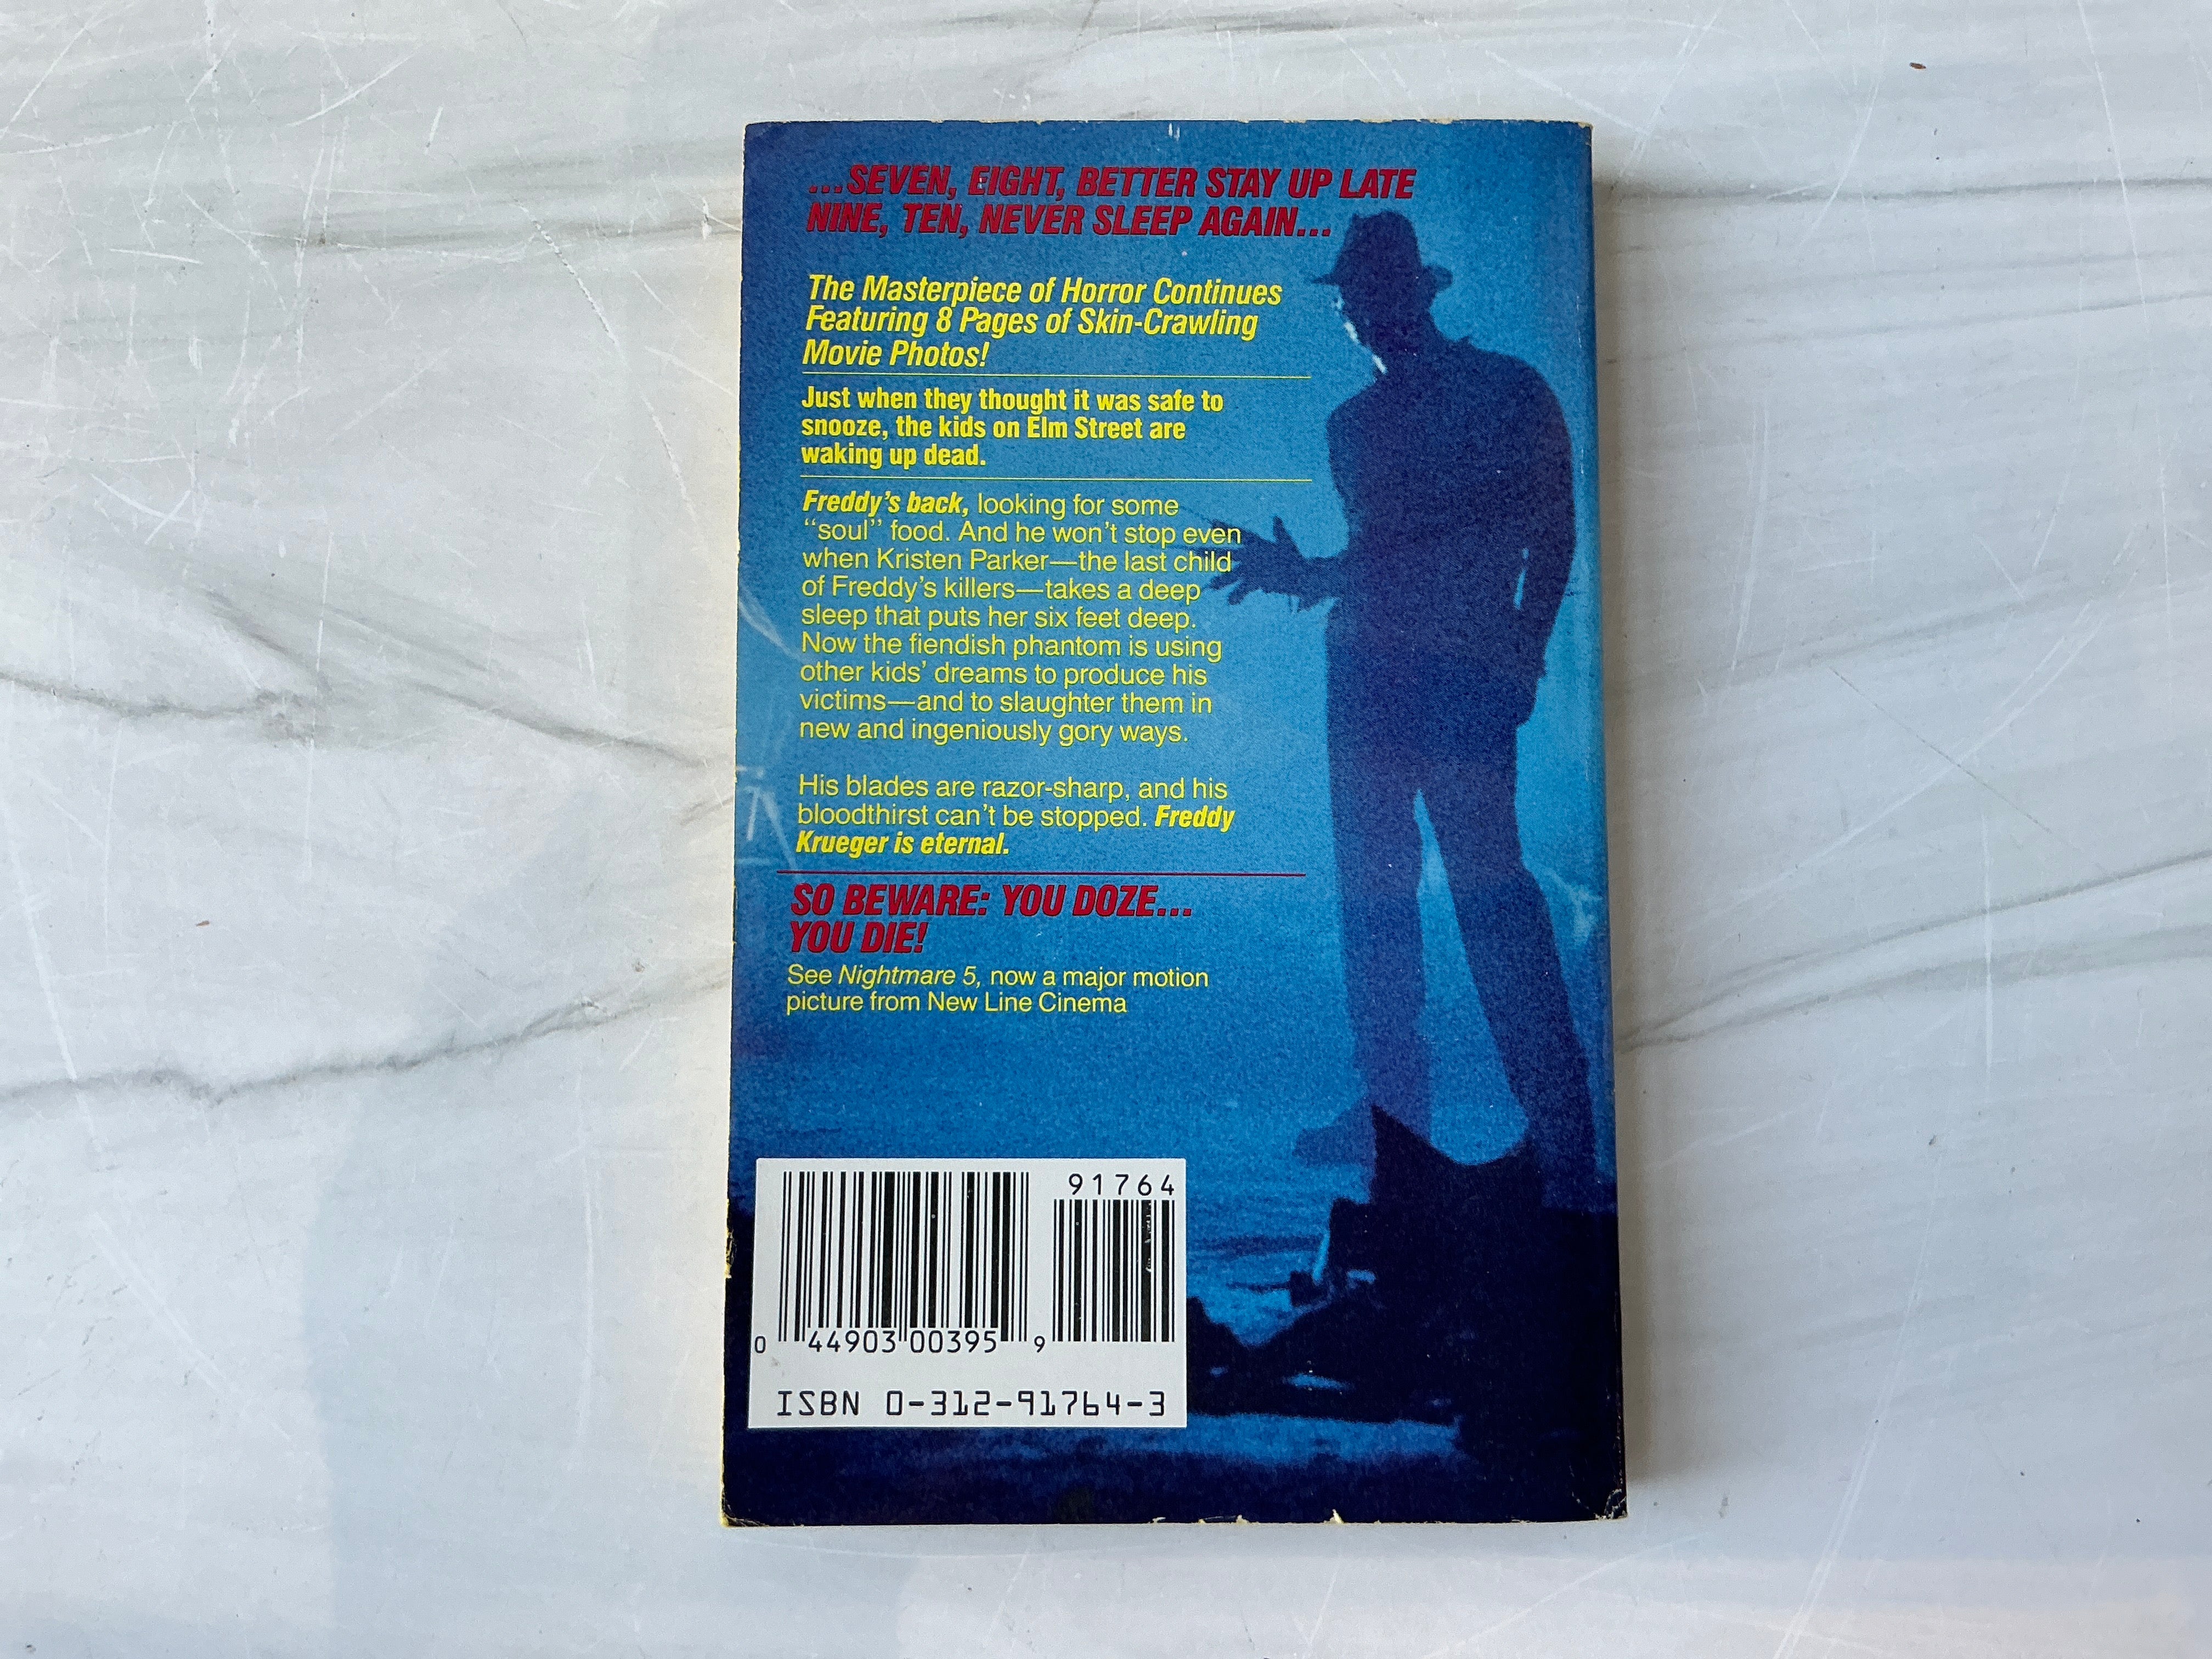 ...SEVEN, EIGHT, BETTER STAY UP LATE
NINE, TEN, NEVER SLEEP AGAIN...
The Masterpiece of Horror Continues
Featuring 8 Pages of Skin-Crawling
Movie Photos!
Just when they thought it was safe to
snooze, the kids on Elm Street are
waking up dead.
Freddy's back, looking for some
"soul" food. And he won't stop even
when Kristen Parker—the last child
of Freddy's killers—takes a deep
sleep that puts her six feet deep.
Now the fiendish phantom is using
other kids' dreams to produce his
victims—and to slaughter them in
new and ingeniously gory ways.
His blades are razor-sharp, and his
bloodthirst can't be stopped. Freddy
Krueger is eternal.
SO BEWARE: YOU DOZE...
YOU DIE!
See Nightmare 5, now a major motion
picture from New Line Cinema
91764
0 44903 00395 9
ISBN 0-312-91764-3